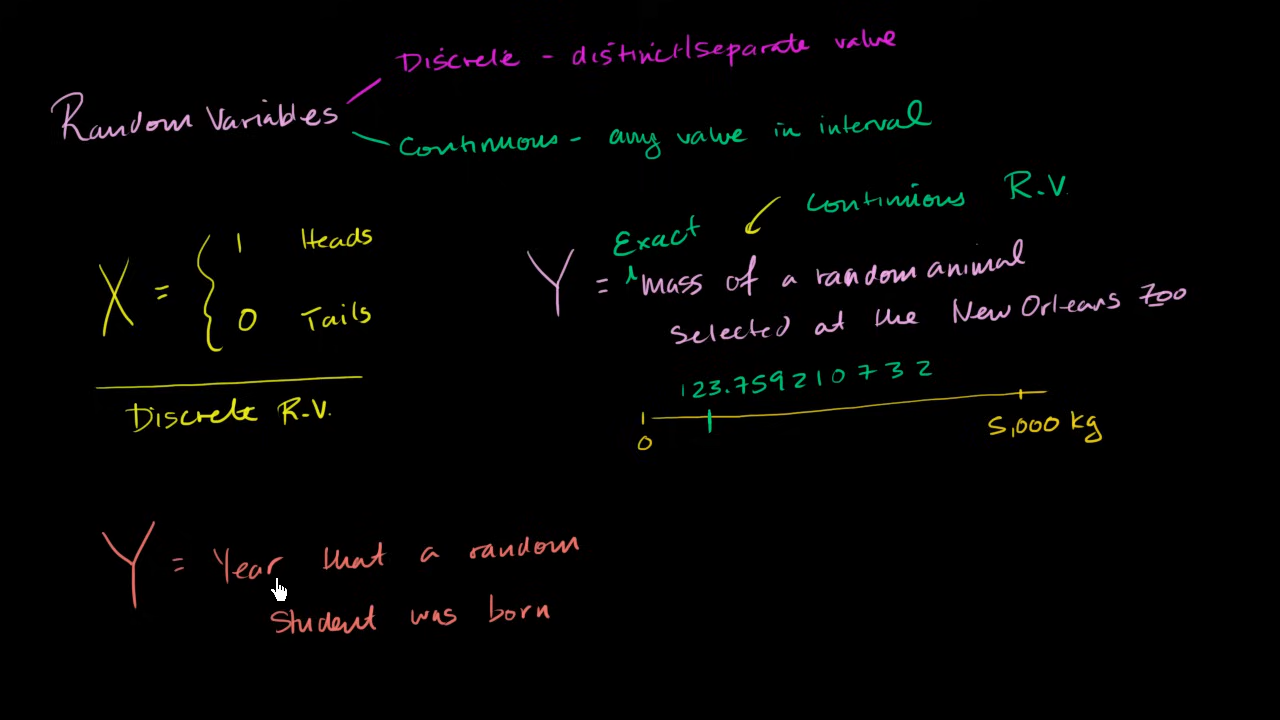 Discrete - distinct/separate value
Random Variables
Continuous - any value in interval
Continuous R.V.
Exact
X = { 1 Heads
0 Tails
Y = mass of a random animal
selected at the New Orleans Zoo
123.759210732
0 5,000 kg
Discrete R.V.
Y = Year that a random
student was born